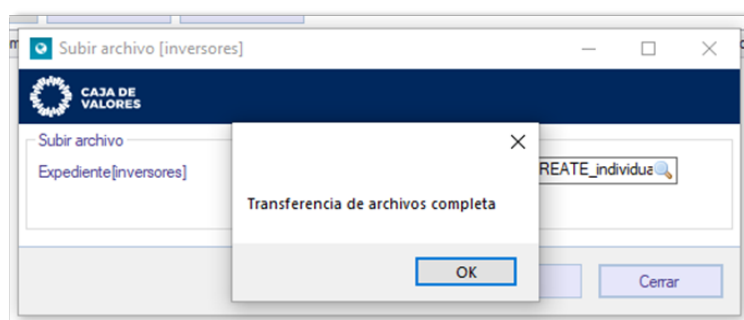 Subir archivo [inversores]
CAJA DE
VALORES
Subir archivo
Expediente[inversores]
REATE_individua
Transferencia de archivos completa
OK
Cerrar